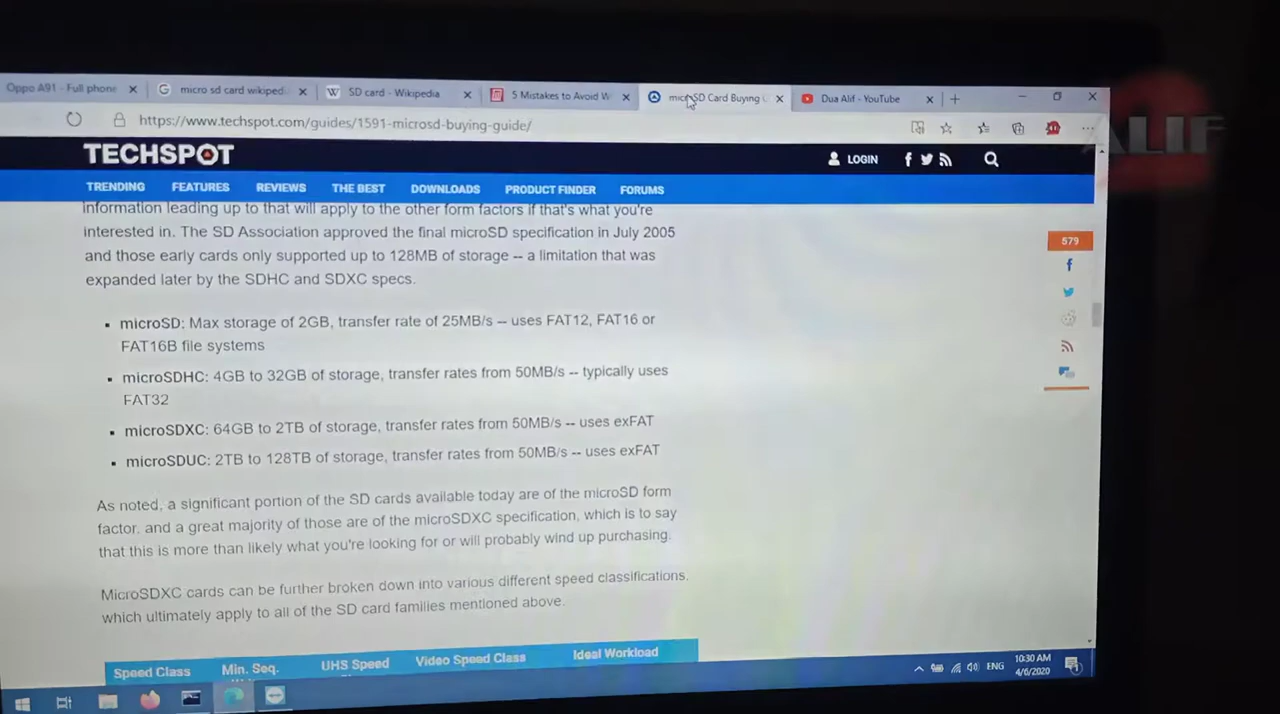 Oppo A91 - Full phone
micro sd card wikiped
SD card - Wikipedia
5 Mistakes to Avoid W
microSD Card Buying
Dua Alif - YouTube
https://www.techspot.com/guides/1591-microsd-buying-guide/
ALIF
TECHSPOT
LOGIN
TRENDING FEATURES REVIEWS THE BEST DOWNLOADS PRODUCT FINDER FORUMS
information leading up to that will apply to the other form factors if that's what you're
interested in. The SD Association approved the final microSD specification in July 2005
and those early cards only supported up to 128MB of storage -- a limitation that was
expanded later by the SDHC and SDXC specs.
579
microSD: Max storage of 2GB, transfer rate of 25MB/s -- uses FAT12, FAT16 or
FAT16B file systems
microSDHC: 4GB to 32GB of storage, transfer rates from 50MB/s -- typically uses
FAT32
microSDXC: 64GB to 2TB of storage, transfer rates from 50MB/s -- uses exFAT
microSDUC: 2TB to 128TB of storage, transfer rates from 50MB/s -- uses exFAT
As noted, a significant portion of the SD cards available today are of the microSD form
factor, and a great majority of those are of the microSDXC specification, which is to say
that this is more than likely what you're looking for or will probably wind up purchasing.
MicroSDXC cards can be further broken down into various different speed classifications,
which ultimately apply to all of the SD card families mentioned above.
Speed Class Min. Seq. UHS Speed Video Speed Class Ideal Workload
ENG
10:30 AM
4/6/2020